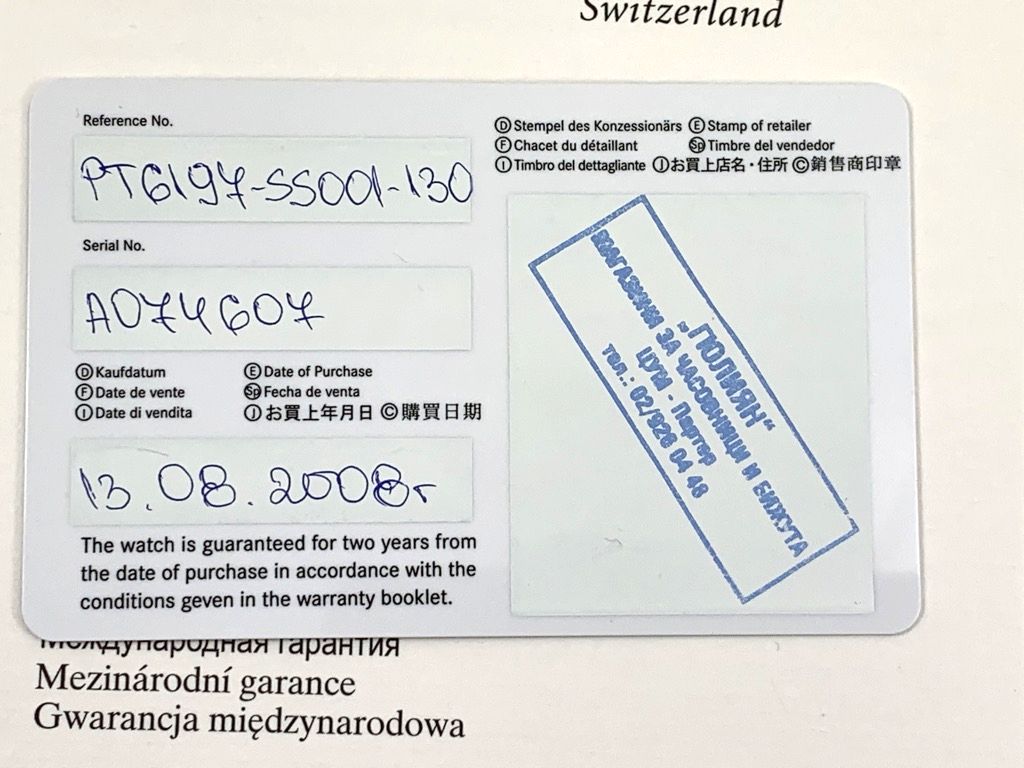 Switzerland
Reference No.
PT6197-SS001-130
Serial No.
A074607
Ⓓ Kaufdatum Ⓔ Date of Purchase
Ⓕ Date de vente Ⓢⓟ Fecha de venta
Ⓘ Date di vendita Ⓙ お買上年月日 Ⓒ 購買日期
13.08.2008г
The watch is guaranteed for two years from
the date of purchase in accordance with the
conditions geven in the warranty booklet.
Ⓓ Stempel des Konzessionärs Ⓔ Stamp of retailer
Ⓕ Chacet du détaillant Ⓢⓟ Timbre del vendedor
Ⓘ Timbro del dettagliante Ⓙ お買上店名・住所 Ⓒ 銷售商印章
„ПОЛИЯН“
МАГАЗИНИ ЗА ЧАСОВНИЦИ И БИЖУТА
ЦУМ - Партер
тел.: 02/926 04 48
Международная гарантия
Mezinárodní garance
Gwarancja międzynarodowa